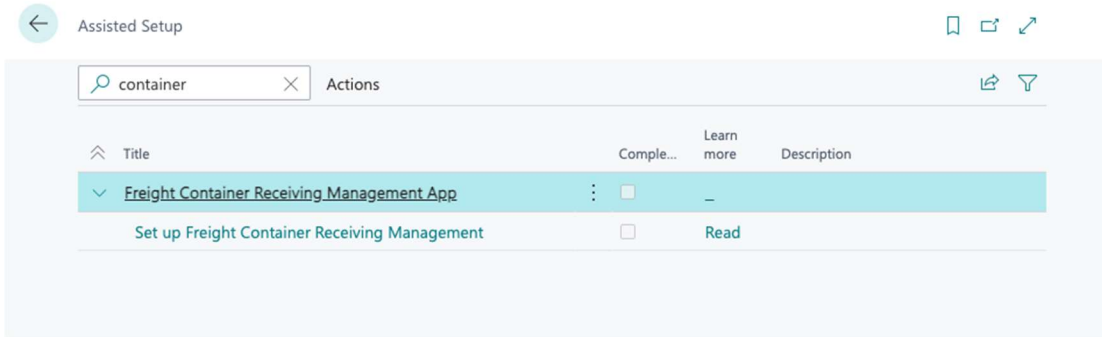 Assisted Setup
container
Actions
Learn
Title Comple... more Description
Freight Container Receiving Management App _
Set up Freight Container Receiving Management Read